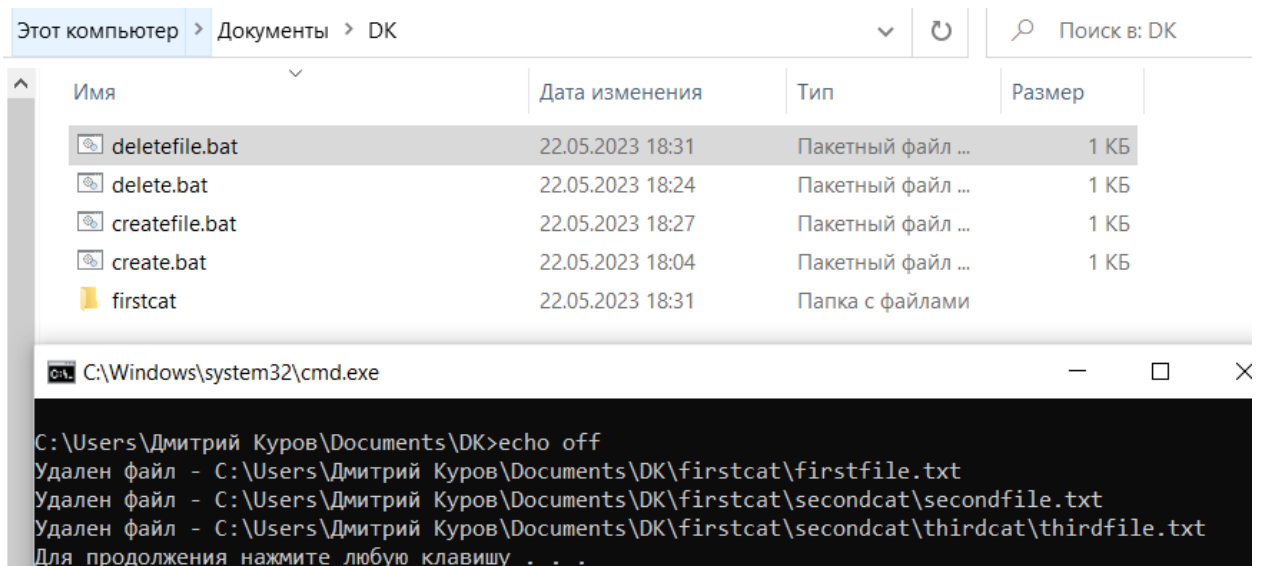 Этот компьютер > Документы > DK Поиск в: DK
Имя Дата изменения Тип Размер
deletefile.bat 22.05.2023 18:31 Пакетный файл ... 1 КБ
delete.bat 22.05.2023 18:24 Пакетный файл ... 1 КБ
createfile.bat 22.05.2023 18:27 Пакетный файл ... 1 КБ
create.bat 22.05.2023 18:04 Пакетный файл ... 1 КБ
firstcat 22.05.2023 18:31 Папка с файлами
C:\Windows\system32\cmd.exe
C:\Users\Дмитрий Куров\Documents\DK>echo off
Удален файл - C:\Users\Дмитрий Куров\Documents\DK\firstcat\firstfile.txt
Удален файл - C:\Users\Дмитрий Куров\Documents\DK\firstcat\secondcat\secondfile.txt
Удален файл - C:\Users\Дмитрий Куров\Documents\DK\firstcat\secondcat\thirdcat\thirdfile.txt
Для продолжения нажмите любую клавишу . . .